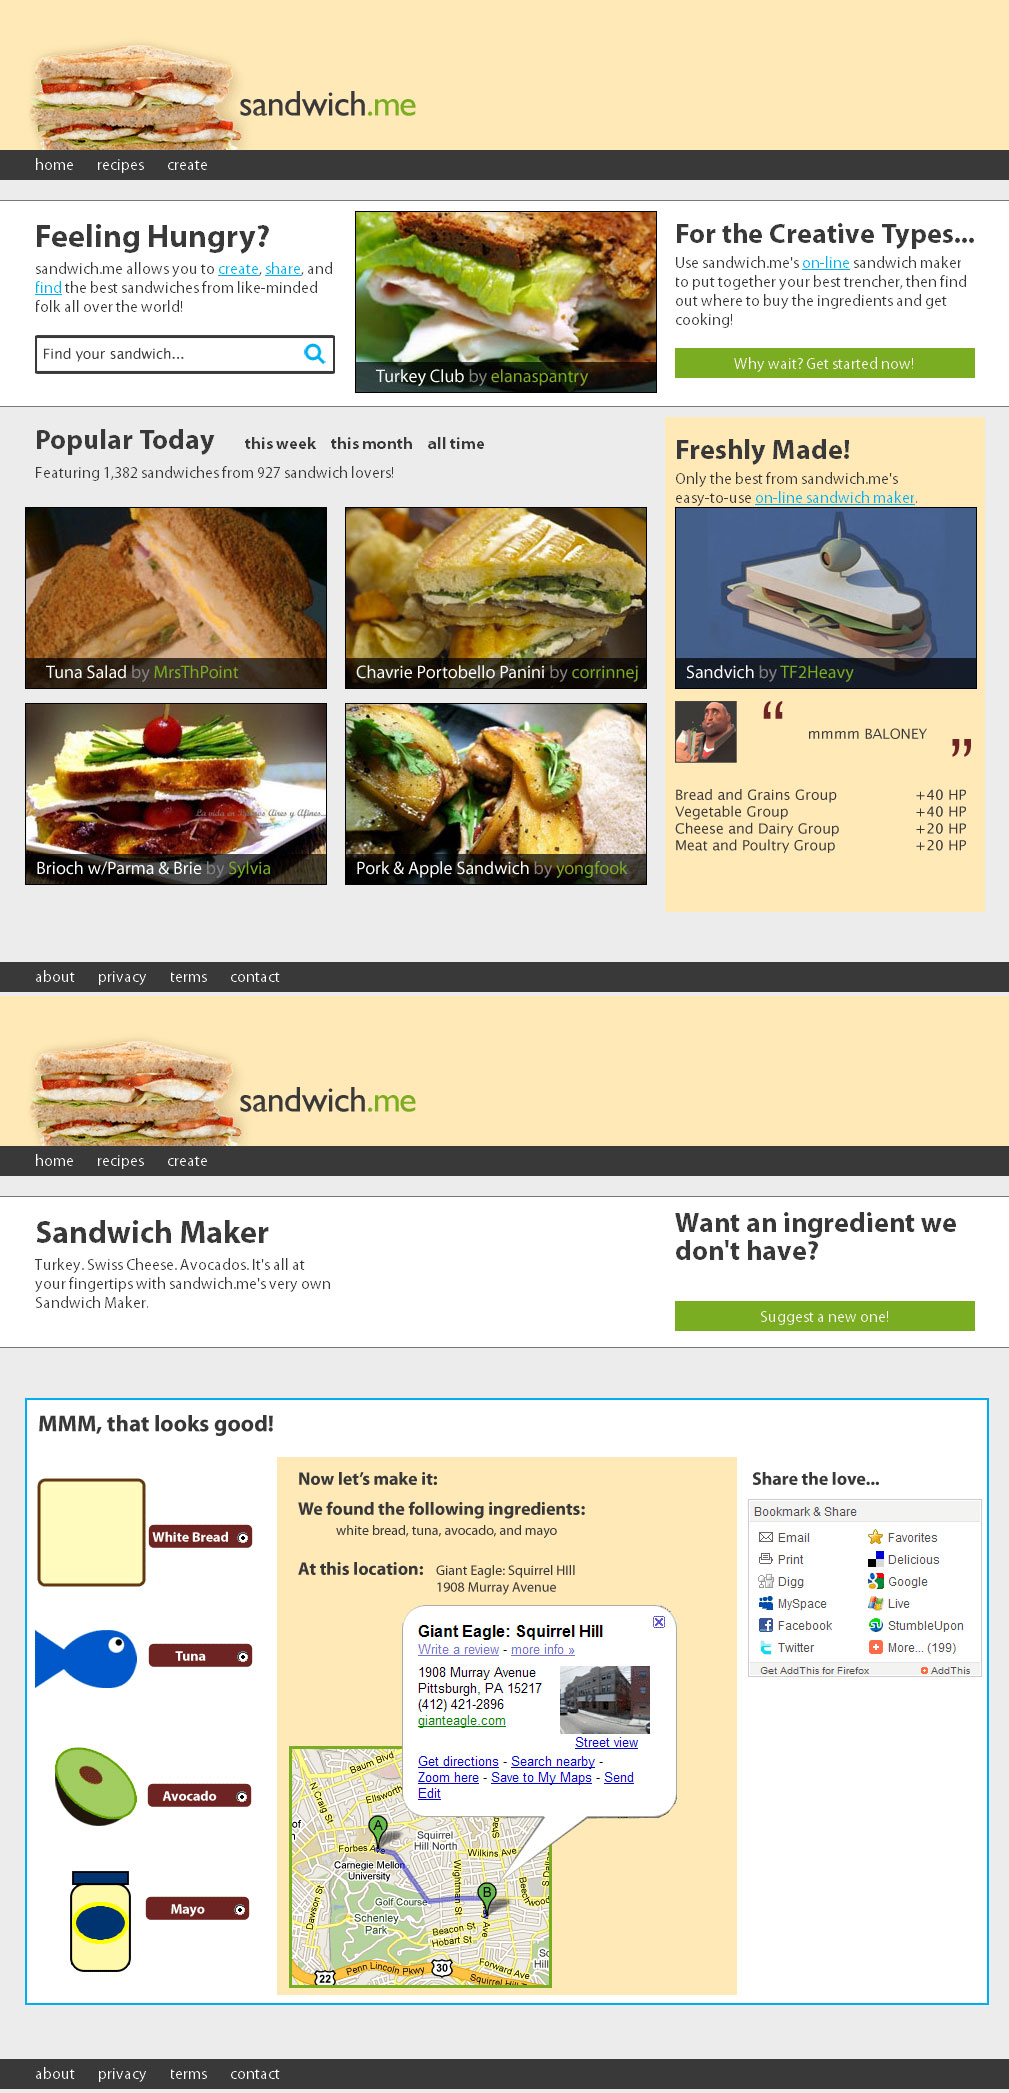 sandwich.me
home recipes create
Feeling Hungry?
sandwich.me allows you to create, share, and
find the best sandwiches from like-minded
folk all over the world!
Find your sandwich...
Turkey Club by elanaspantry
For the Creative Types...
Use sandwich.me's on-line sandwich maker
to put together your best trencher, then find
out where to buy the ingredients and get
cooking!
Why wait? Get started now!
Popular Today this week this month all time
Featuring 1,382 sandwiches from 927 sandwich lovers!
Tuna Salad by MrsThPoint
Chavrie Portobello Panini by corrinnej
La vida en Buenos Aires y Afines...
Brioch w/Parma & Brie by Sylvia
Pork & Apple Sandwich by yongfook
Freshly Made!
Only the best from sandwich.me's
easy-to-use on-line sandwich maker.
Sandvich by TF2Heavy
“ mmmm BALONEY ”
Bread and Grains Group +40 HP
Vegetable Group +40 HP
Cheese and Dairy Group +20 HP
Meat and Poultry Group +20 HP
about privacy terms contact
sandwich.me
home recipes create
Sandwich Maker
Turkey. Swiss Cheese. Avocados. It's all at
your fingertips with sandwich.me's very own
Sandwich Maker.
Want an ingredient we
don't have?
Suggest a new one!
MMM, that looks good!
White Bread
Tuna
Avocado
Mayo
Now let's make it:
We found the following ingredients:
white bread, tuna, avocado, and mayo
At this location: Giant Eagle: Squirrel HIll
1908 Murray Avenue
Giant Eagle: Squirrel Hill
Write a review - more info »
1908 Murray Avenue
Pittsburgh, PA 15217
(412) 421-2896
gianteagle.com
Street view
Get directions - Search nearby -
Zoom here - Save to My Maps - Send
Edit
Baum Blvd
N Craig St
Ellsworth
of
A
Squirrel
Hill North
Forbes Ave
Wilkins Ave
Carnegie Mellon
University
Wightman St
B
Beechwood
Golf Course
Dawson St
Schenley
Park
Beacon St
Hobart St
Penn Lincoln Pkwy
30
22
Forward Ave
Squirrel Hill
Share the love...
Bookmark & Share
Email Favorites
Print Delicious
Digg Google
MySpace Live
Facebook StumbleUpon
Twitter More... (199)
Get AddThis for Firefox AddThis
about privacy terms contact